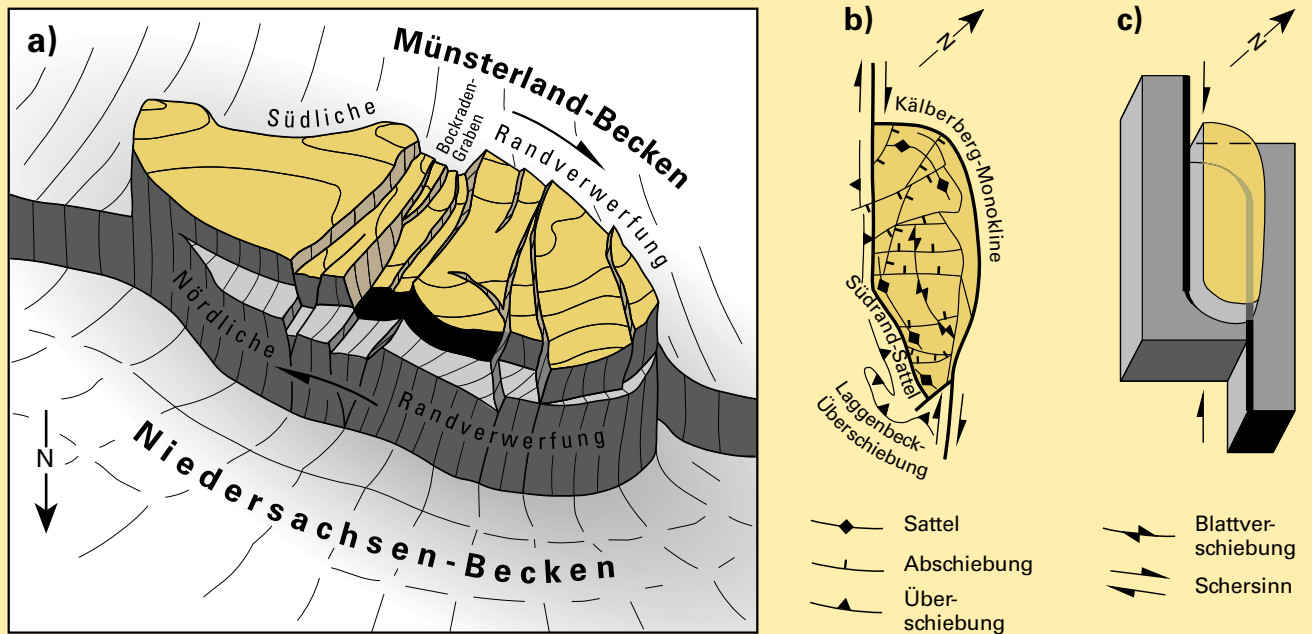 a)
Münsterland-Becken
Südliche
Bockraden-
Graben
Randverwerfung
Nördliche
Randverwerfung
Niedersachsen-Becken
N
b)
N
Kälberberg-Monokline
Südrand-Sattel
Laggenbeck-
Überschiebung
c)
N
Sattel
Abschiebung
Über-
schiebung
Blattver-
schiebung
Schersinn